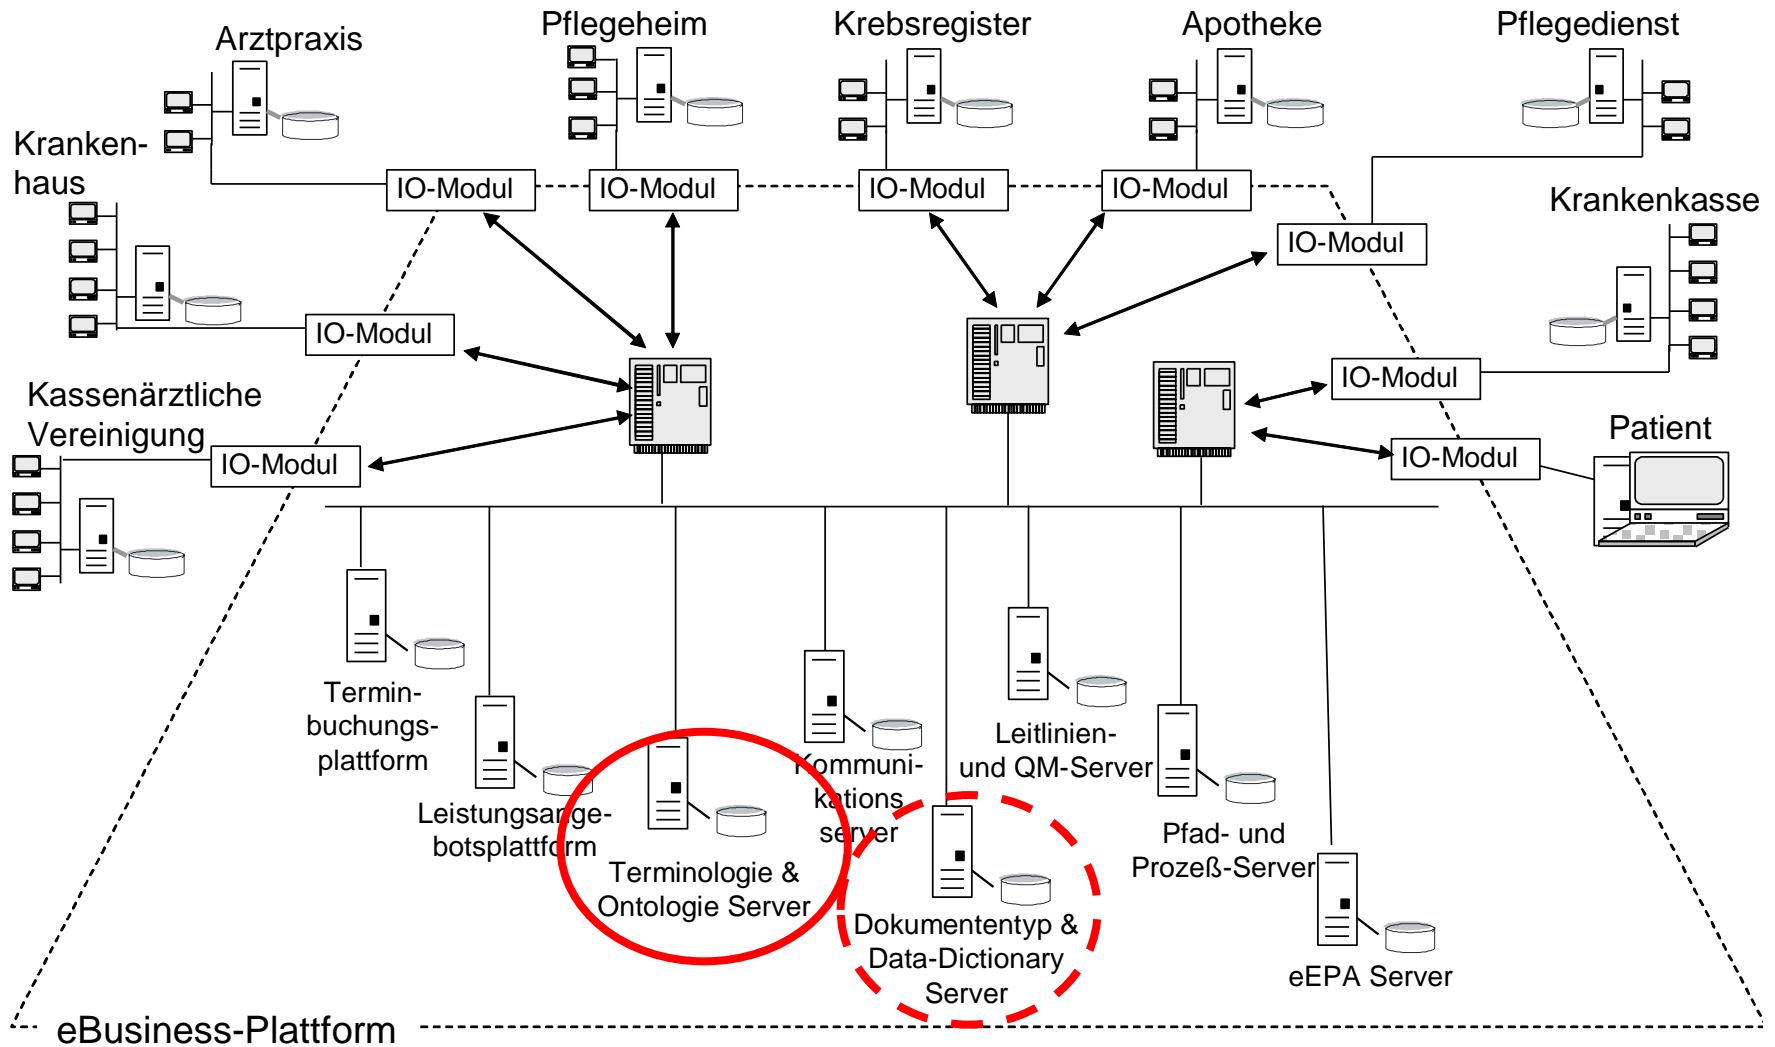 Arztpraxis
Pflegeheim
Krebsregister
Apotheke
Pflegedienst
Kranken-
haus
IO-Modul
IO-Modul
IO-Modul
IO-Modul
Krankenkasse
IO-Modul
IO-Modul
IO-Modul
Kassenärztliche
Vereinigung
IO-Modul
Patient
IO-Modul
Termin-
buchungs-
plattform
Leistungsange-
botsplattform
Terminologie &
Ontologie Server
Kommuni-
kations
server
Dokumententyp &
Data-Dictionary
Server
Leitlinien-
und QM-Server
Pfad- und
Prozeß-Server
eEPA Server
eBusiness-Plattform